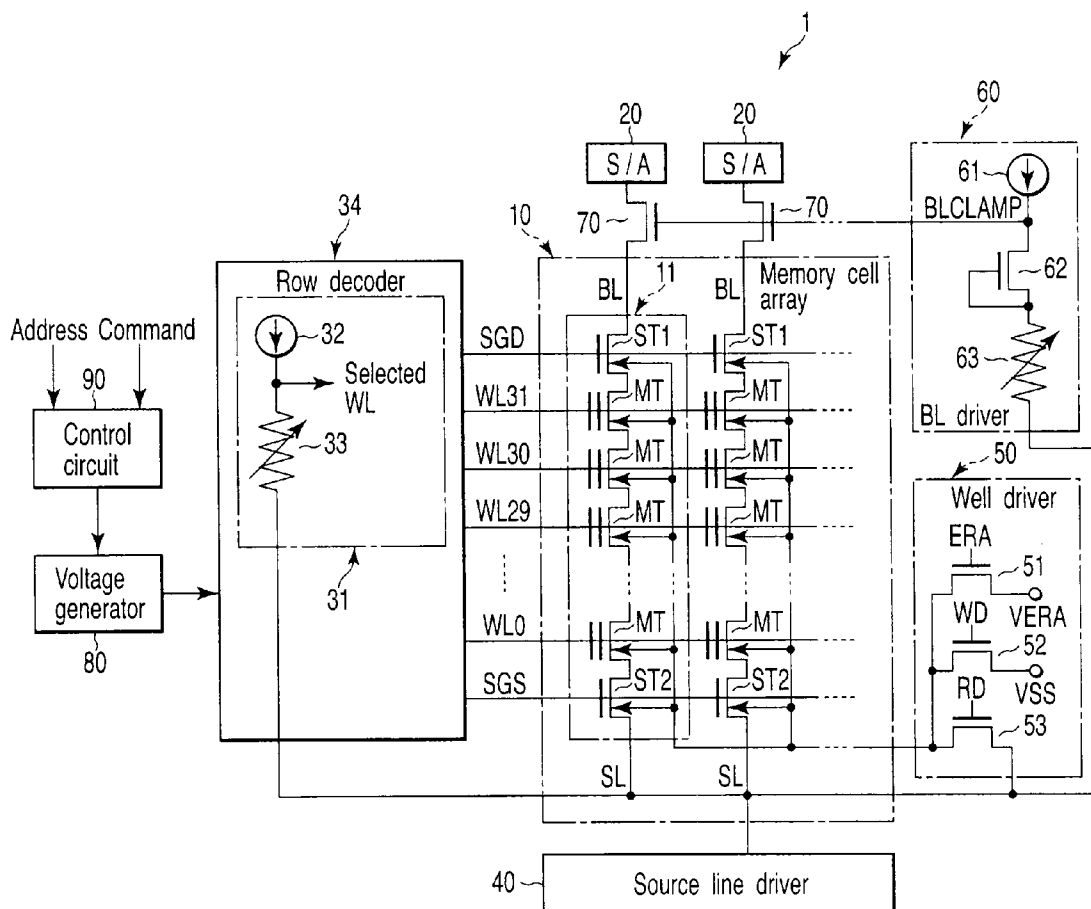 1
20 20 60
S/A S/A 61
34 70 70 BLCLAMP
10 11
Row decoder BL BL Memory cell array 62
Address Command 32 SGD ST1 ST1
90 Selected WL WL31 MT MT 63
Control circuit 33 WL30 MT MT BL driver
WL29 MT MT 50
Well driver
ERA
Voltage generator 31 51
WD VERA
80 WL0 MT MT 52
RD VSS
SGS ST2 ST2
53
SL SL
40 Source line driver